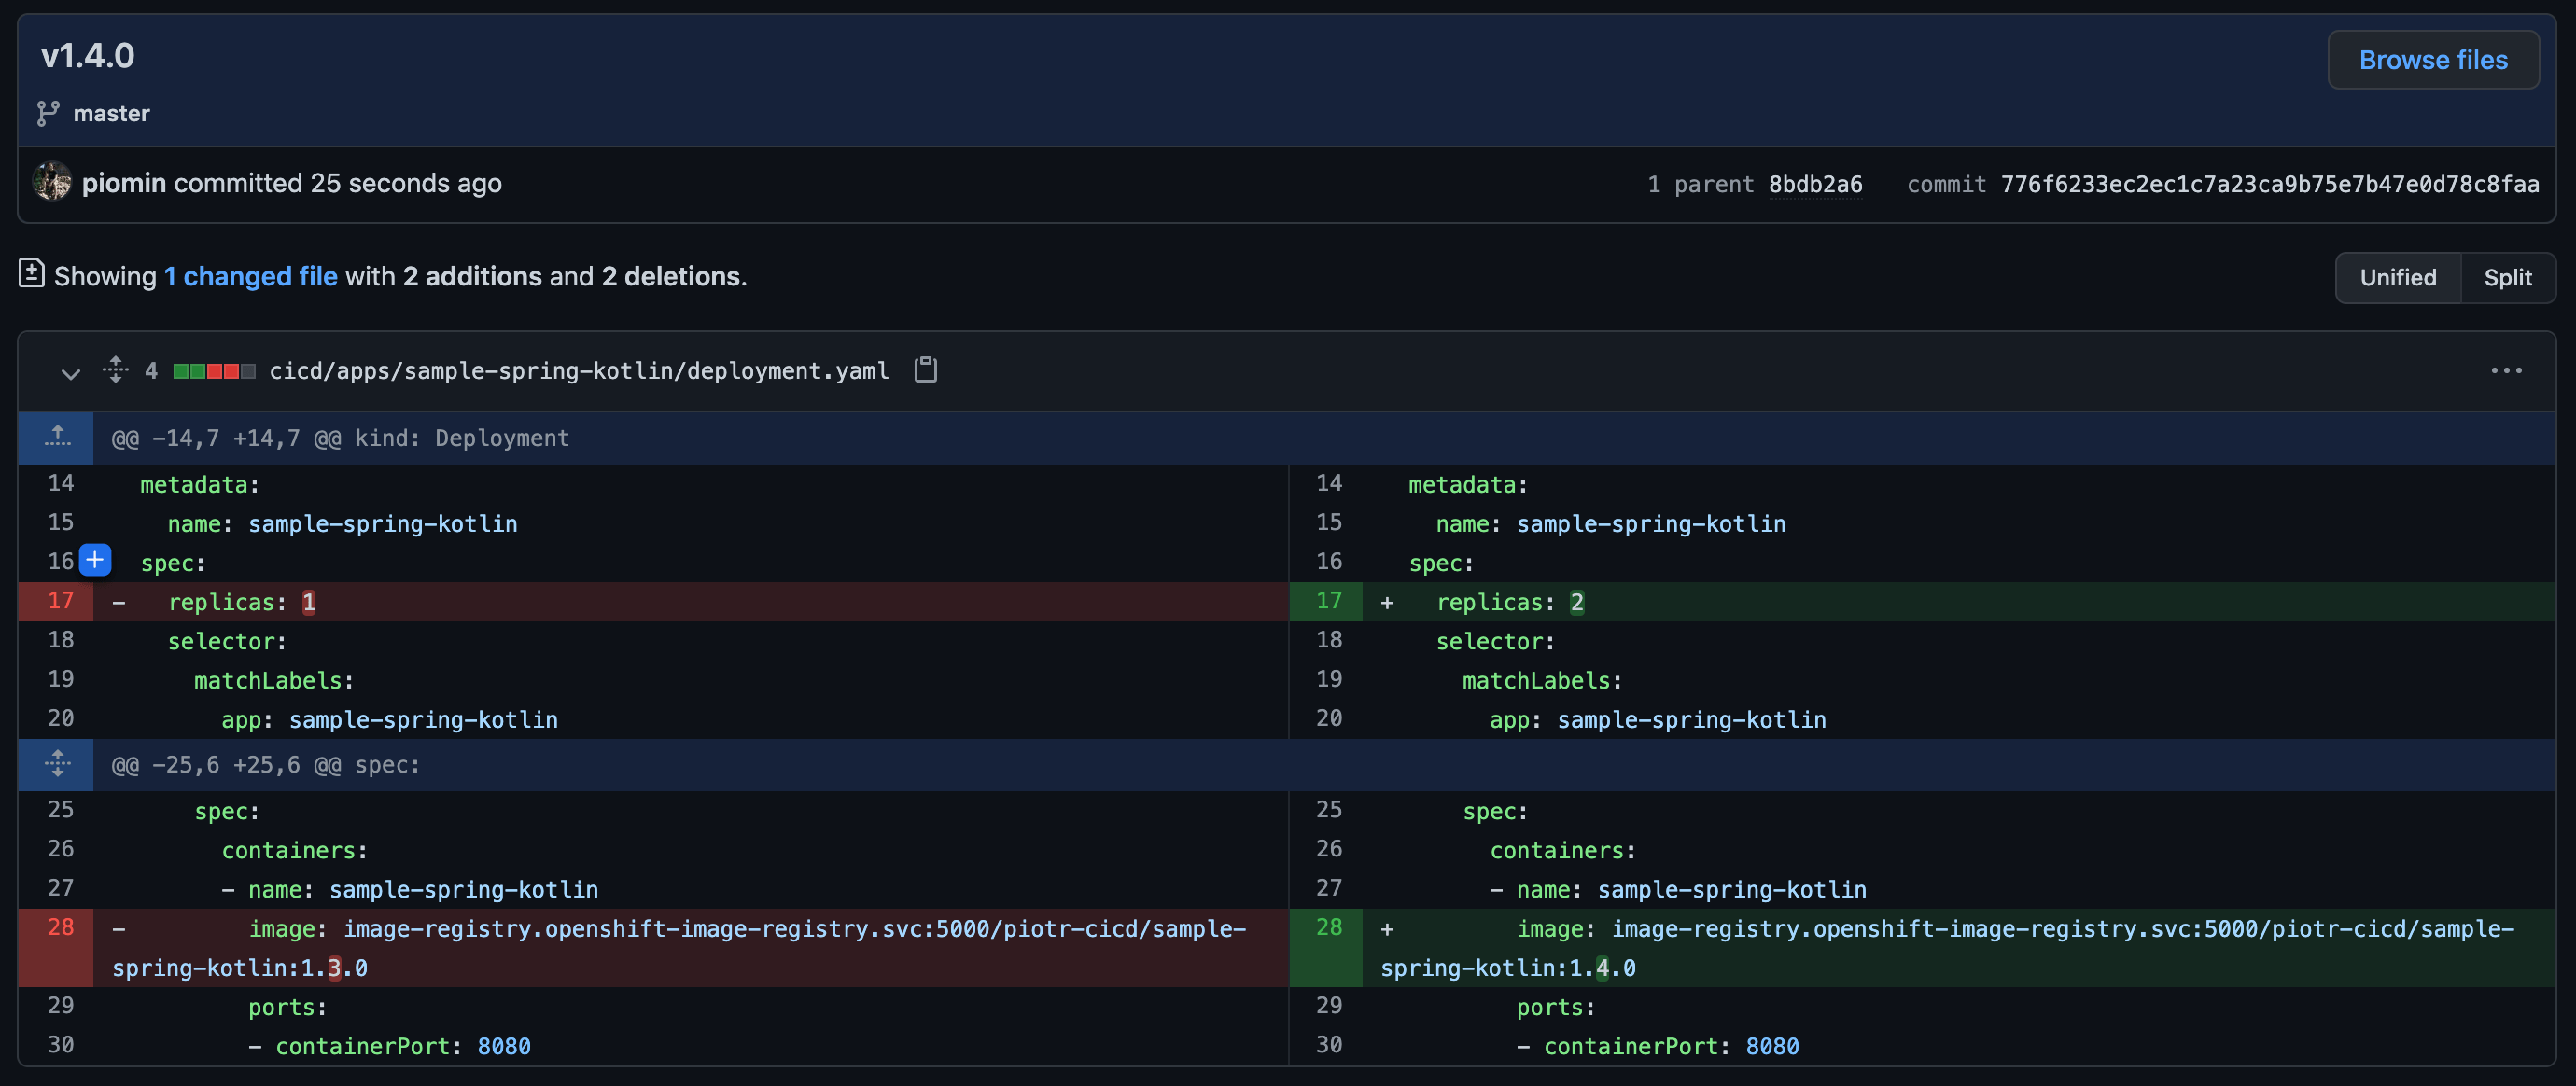 v1.4.0
Browse files
master
piomin committed 25 seconds ago
1 parent 8bdb2a6 commit 776f6233ec2ec1c7a23ca9b75e7b47e0d78c8faa
Showing 1 changed file with 2 additions and 2 deletions.
Unified Split
4 cicd/apps/sample-spring-kotlin/deployment.yaml
@@ -14,7 +14,7 @@ kind: Deployment
14 metadata:
15 name: sample-spring-kotlin
16 + spec:
17 - replicas: 1
18 selector:
19 matchLabels:
20 app: sample-spring-kotlin
14 metadata:
15 name: sample-spring-kotlin
16 spec:
17 + replicas: 2
18 selector:
19 matchLabels:
20 app: sample-spring-kotlin
@@ -25,6 +25,6 @@ spec:
25 spec:
26 containers:
27 - name: sample-spring-kotlin
28 - image: image-registry.openshift-image-registry.svc:5000/piotr-cicd/sample-
spring-kotlin:1.3.0
29 ports:
30 - containerPort: 8080
25 spec:
26 containers:
27 - name: sample-spring-kotlin
28 + image: image-registry.openshift-image-registry.svc:5000/piotr-cicd/sample-
spring-kotlin:1.4.0
29 ports:
30 - containerPort: 8080